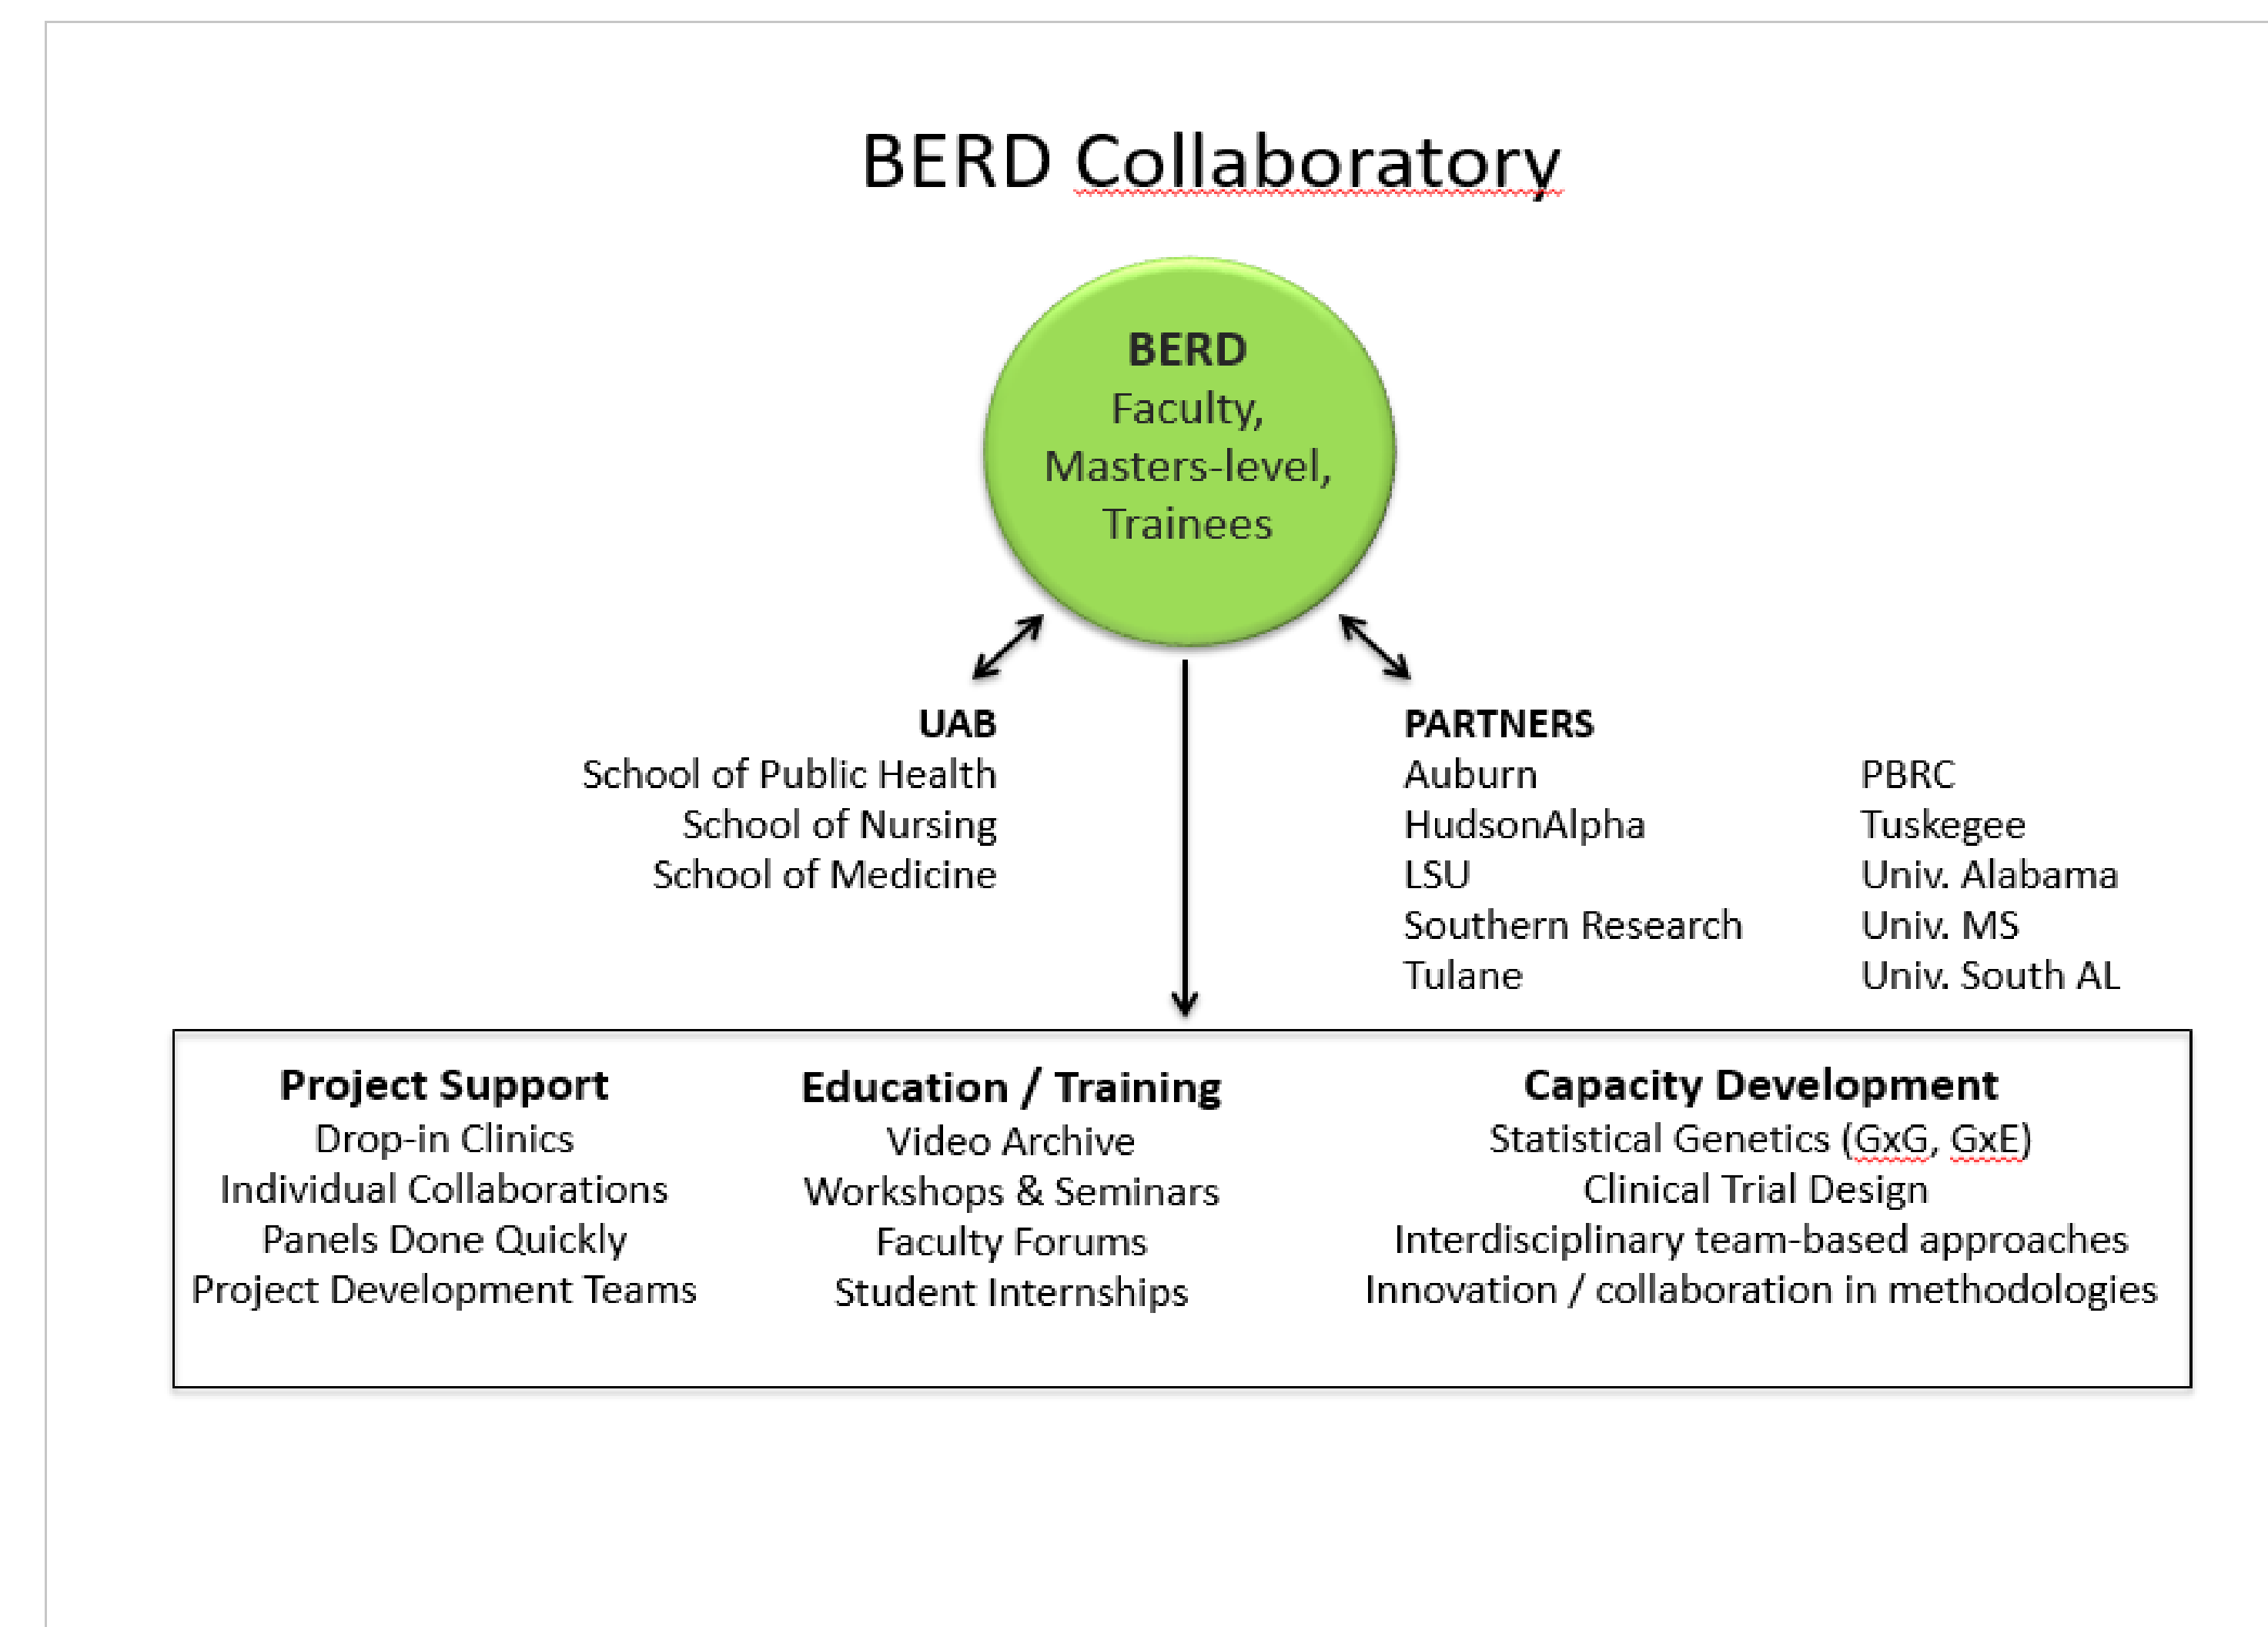 BERD Collaboratory
BERD
Faculty,
Masters-level,
Trainees
UAB
School of Public Health
School of Nursing
School of Medicine
PARTNERS
Auburn
HudsonAlpha
LSU
Southern Research
Tulane
PBRC
Tuskegee
Univ. Alabama
Univ. MS
Univ. South AL
Project Support
Drop-in Clinics
Individual Collaborations
Panels Done Quickly
Project Development Teams
Education / Training
Video Archive
Workshops & Seminars
Faculty Forums
Student Internships
Capacity Development
Statistical Genetics (GxG, GxE)
Clinical Trial Design
Interdisciplinary team-based approaches
Innovation / collaboration in methodologies